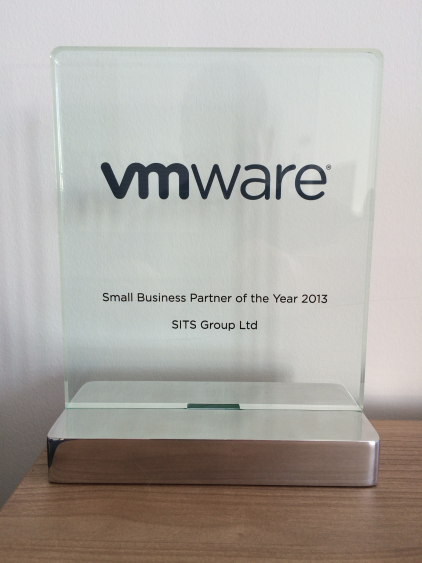 vmware®
Small Business Partner of the Year 2013
SITS Group Ltd